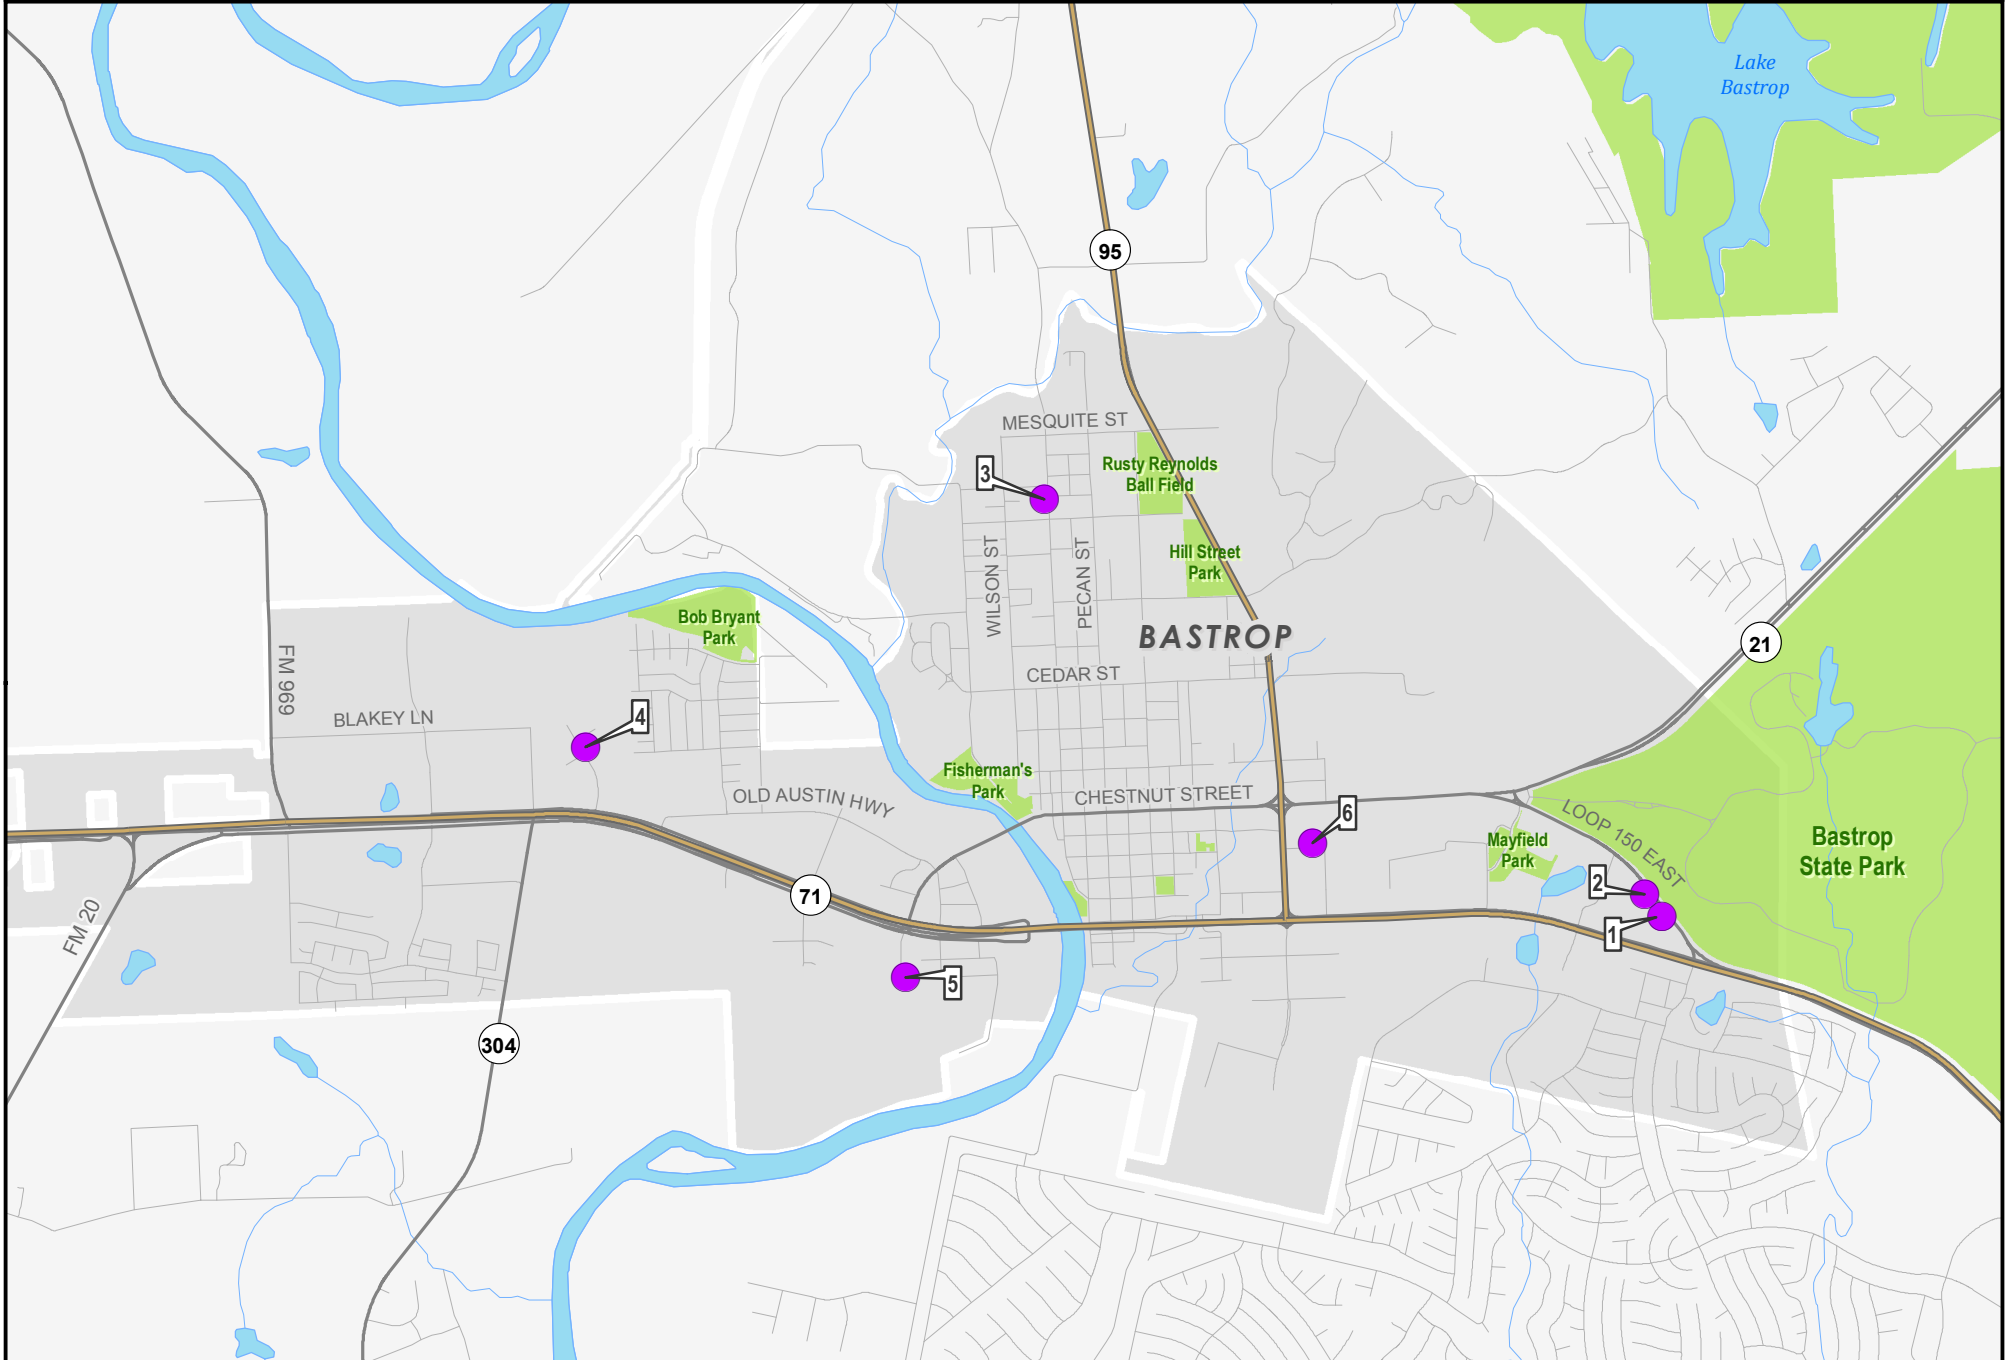 Lake
Bastrop
95
MESQUITE ST
3
Rusty Reynolds
Ball Field
Hill Street
Park
WILSON ST
PECAN ST
Bob Bryant
Park
BASTROP
21
FM 969
CEDAR ST
BLAKEY LN
4
Fisherman's
Park
OLD AUSTIN HWY
CHESTNUT STREET
6
LOOP 150 EAST
Mayfield
Park
Bastrop
State Park
71
2
1
FM 20
5
304